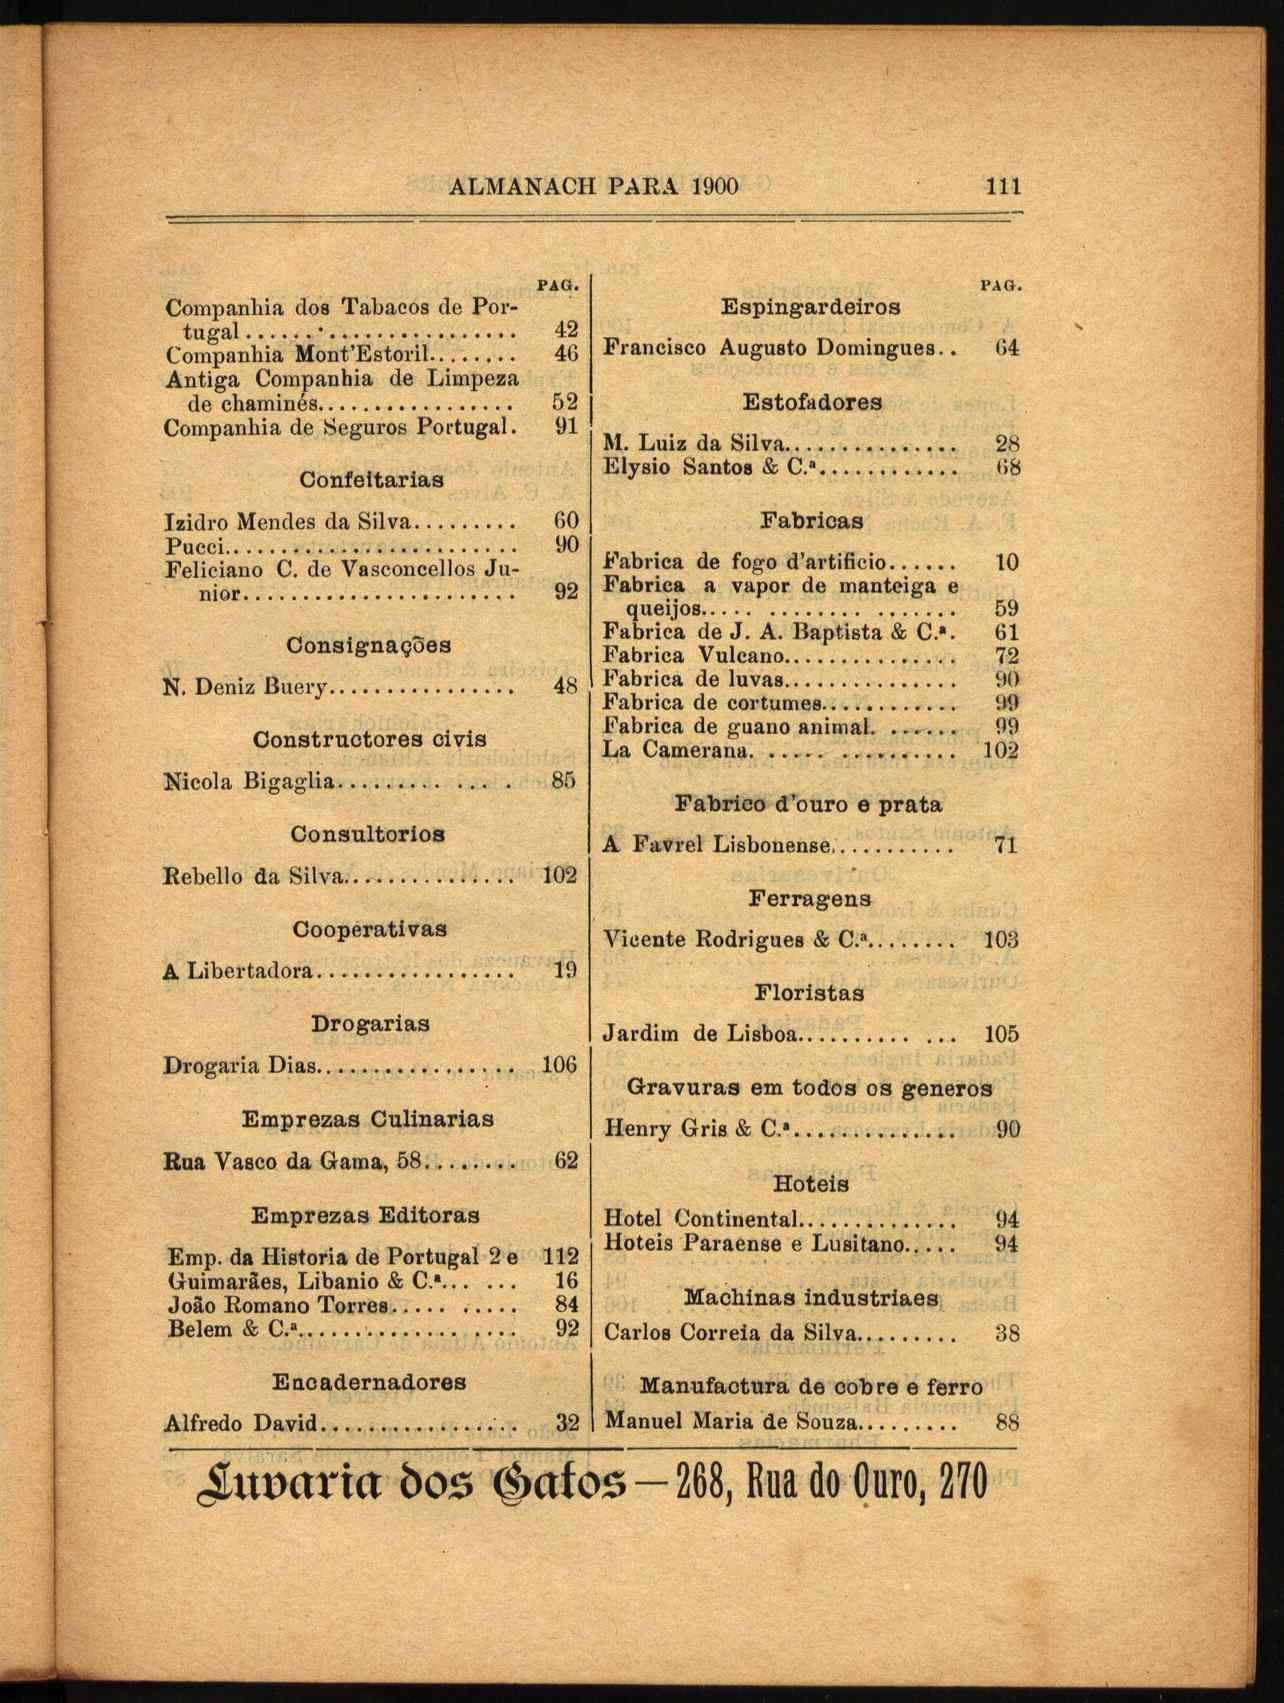 ALMANACH PARA 1900 111
PAG.
Companhia dos Tabacos de Por-
tugal................ 42
Companhia Mont'Estoril........ 46
Antiga Companhia de Limpeza
de chaminés................. 52
Companhia de Seguros Portugal. 91
Confeitarias
Izidro Mendes da Silva......... 60
Pucci......................... 90
Feliciano C. de Vasconcellos Ju-
nior....................... 92
Consignações
N. Deniz Buery................ 48
Constructores civis
Nicola Bigaglia............. 85
Consultorios
Rebello da Silva............... 102
Cooperativas
A Libertadora................. 19
Drogarias
Drogaria Dias................. 106
Emprezas Culinarias
Rua Vasco da Gama, 58........ 62
Emprezas Editoras
Emp. da Historia de Portugal 2 e 112
Guimarães, Libanio & C.ª... ... 16
João Romano Torres..... ..... 84
Belem & C.ª.............. .... 92
Encadernadores
Alfredo David................. 32
PAG.
Espingardeiros
Francisco Augusto Domingues.. 64
Estofadores
M. Luiz da Silva............... 28
Elysio Santos & C.ª............ 68
Fabricas
Fabrica de fogo d'artificio...... 10
Fabrica a vapor de manteiga e
queijos..... ........ ....... 59
Fabrica de J. A. Baptista & C.ª. 61
Fabrica Vulcano............... 72
Fabrica de luvas............... 90
Fabrica de cortumes............ 99
Fabrica de guano animal. ...... 99
La Camerana. ..... .......... 102
Fabrico d'ouro e prata
A Favrel Lisbonense........... 71
Ferragens
Vicente Rodrigues & C.ª........ 103
Floristas
Jardim de Lisboa.......... ... 105
Gravuras em todos os generos
Henry Gris & C.ª.............. 90
Hoteis
Hotel Continental.............. 94
Hoteis Paraense e Lusitano..... 94
Machinas industriaes
Carlos Correia da Silva......... 38
Manufactura de cobre e ferro
Manuel Maria de Souza......... 88
Luvaria dos Gatos — 268, Rua do Ouro, 270